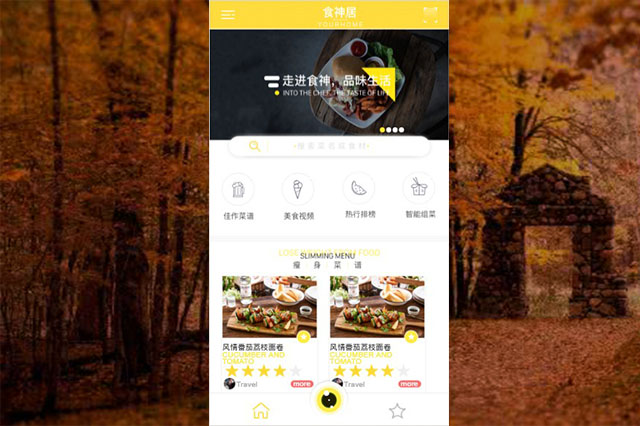 食神居
YOURHOME
走进食神，品味生活
INTO THE CHEF, THE TASTE OF LIFE
搜索菜谱或食材
佳作菜谱
美食视频
热行排榜
智能组菜
SLIMMING MENU
瘦身菜谱
风情番茄荔枝面卷
CUCUMBER AND
TOMATO
Travel
more
风情番茄荔枝面卷
CUCUMBER AND
TOMATO
Travel
more